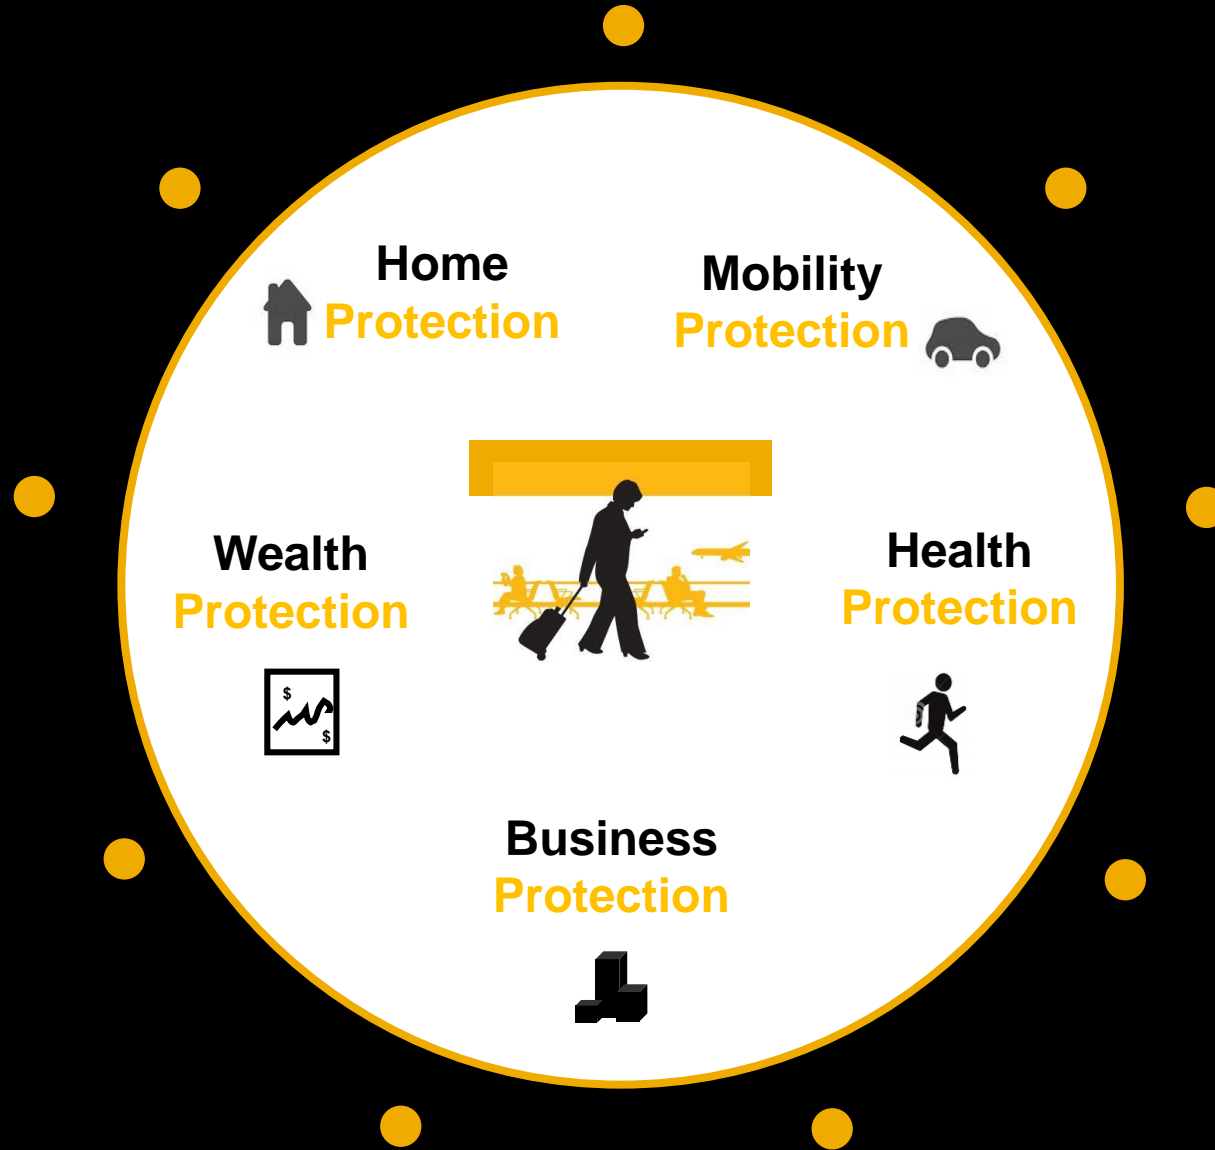 Home
Protection
Mobility
Protection
Wealth
Protection
$
$
Health
Protection
Business
Protection